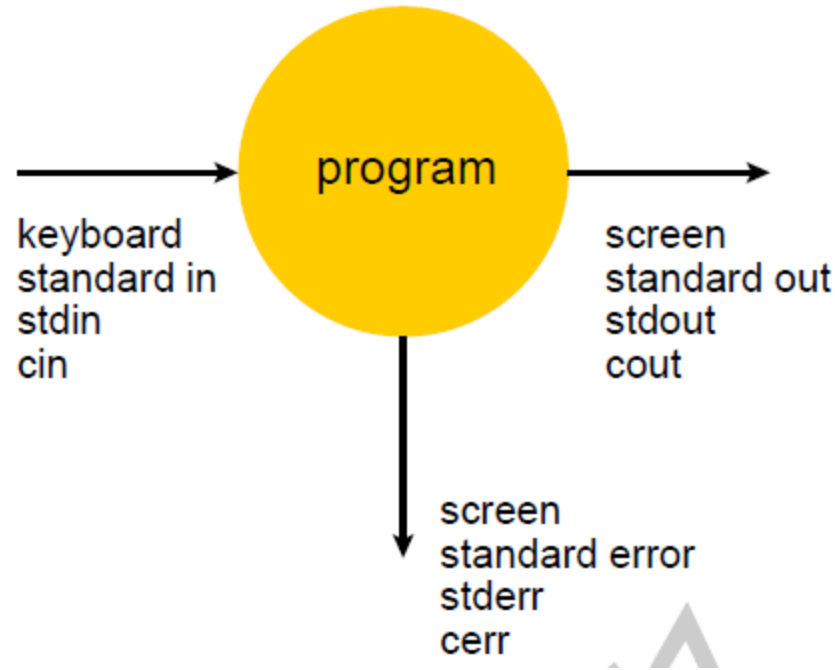 program
keyboard
standard in
stdin
cin
screen
standard out
stdout
cout
screen
standard error
stderr
cerr